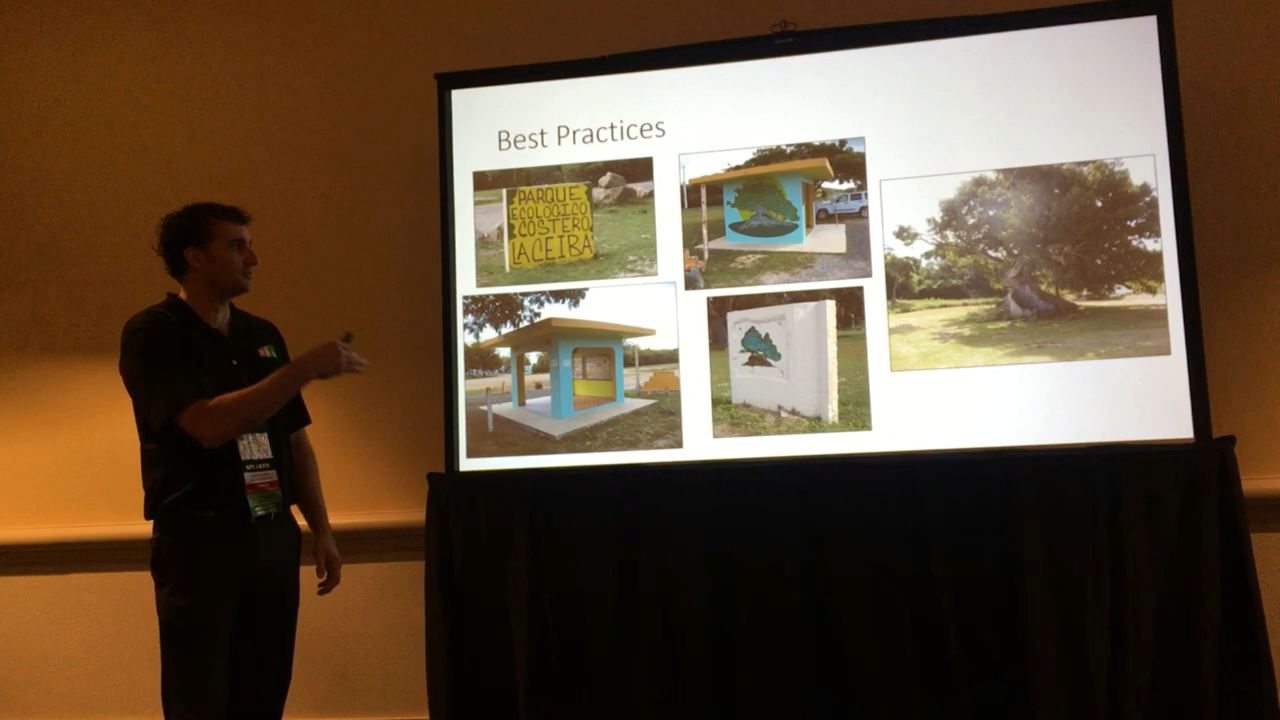 Best Practices
PARQUE
ECOLOGICO
COSTERO
LA CEIBA